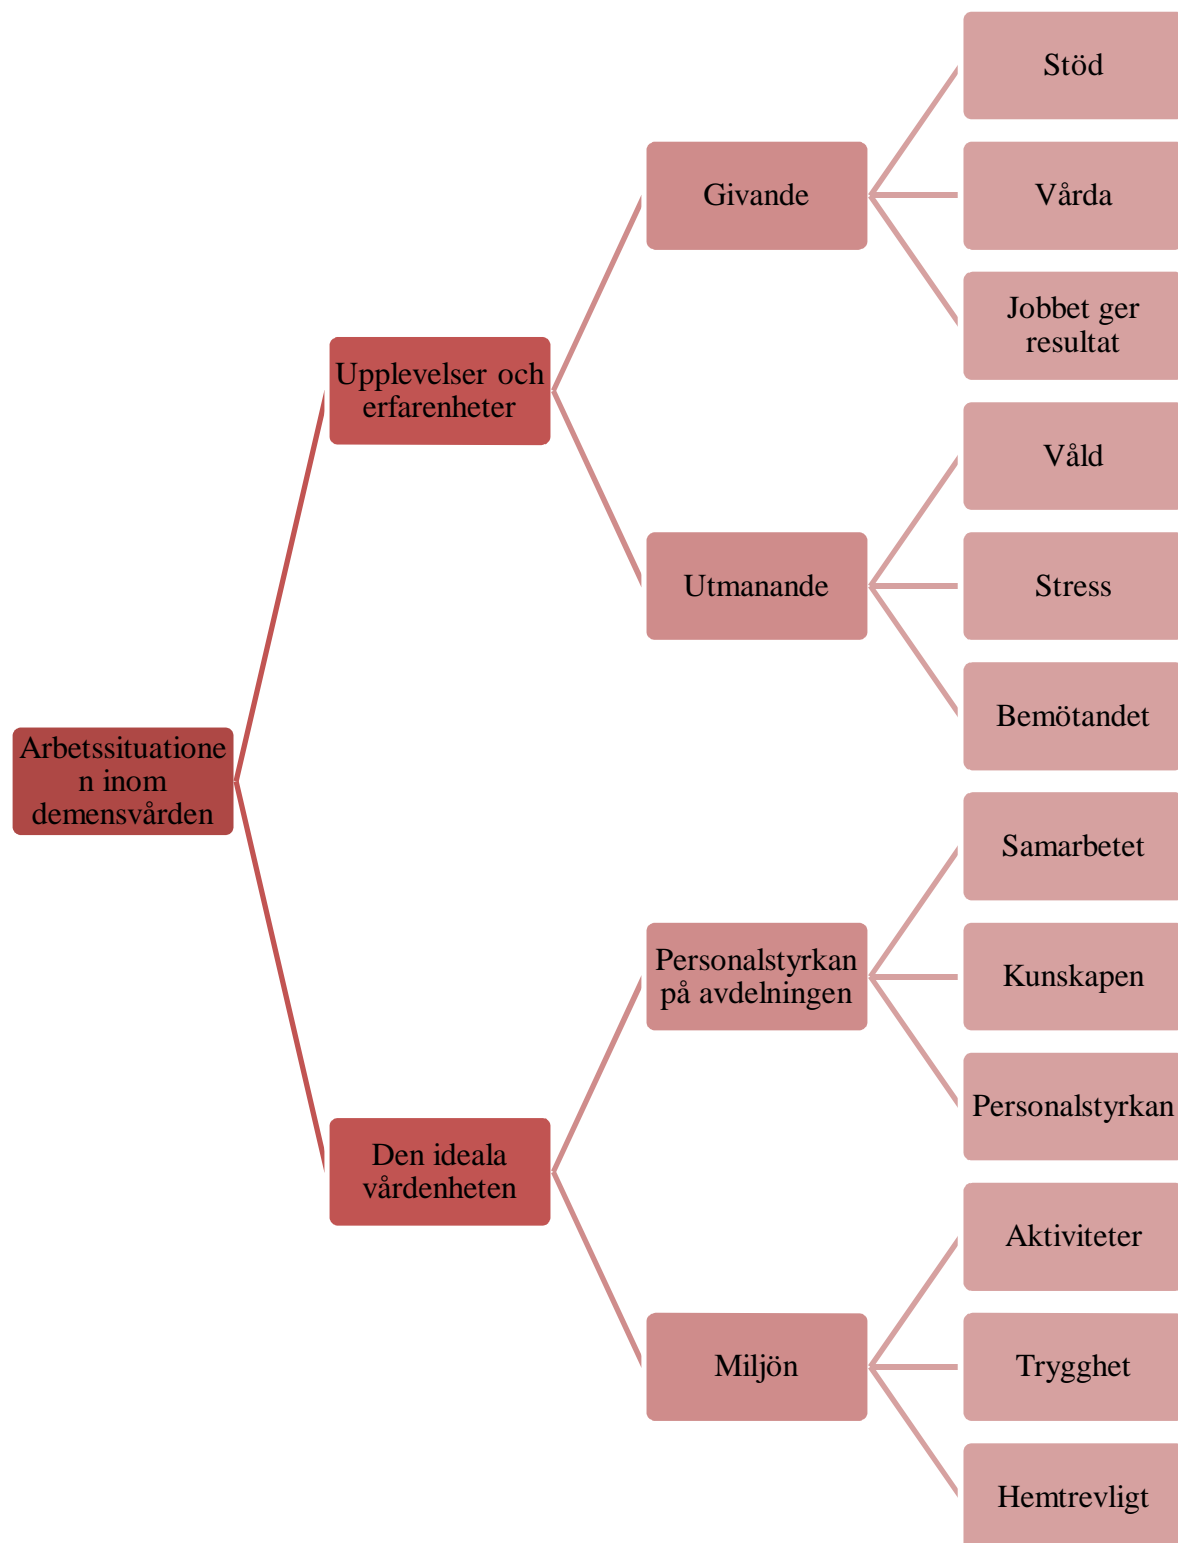 Stöd
Givande
Vårda
Jobbet ger
resultat
Upplevelser och
erfarenheter
Våld
Utmanande
Stress
Bemötandet
Arbetssituatione
n inom
demensvården
Samarbetet
Personalstyrkan
på avdelningen
Kunskapen
Personalstyrkan
Den ideala
vårdenheten
Aktiviteter
Miljön
Trygghet
Hemtrevligt